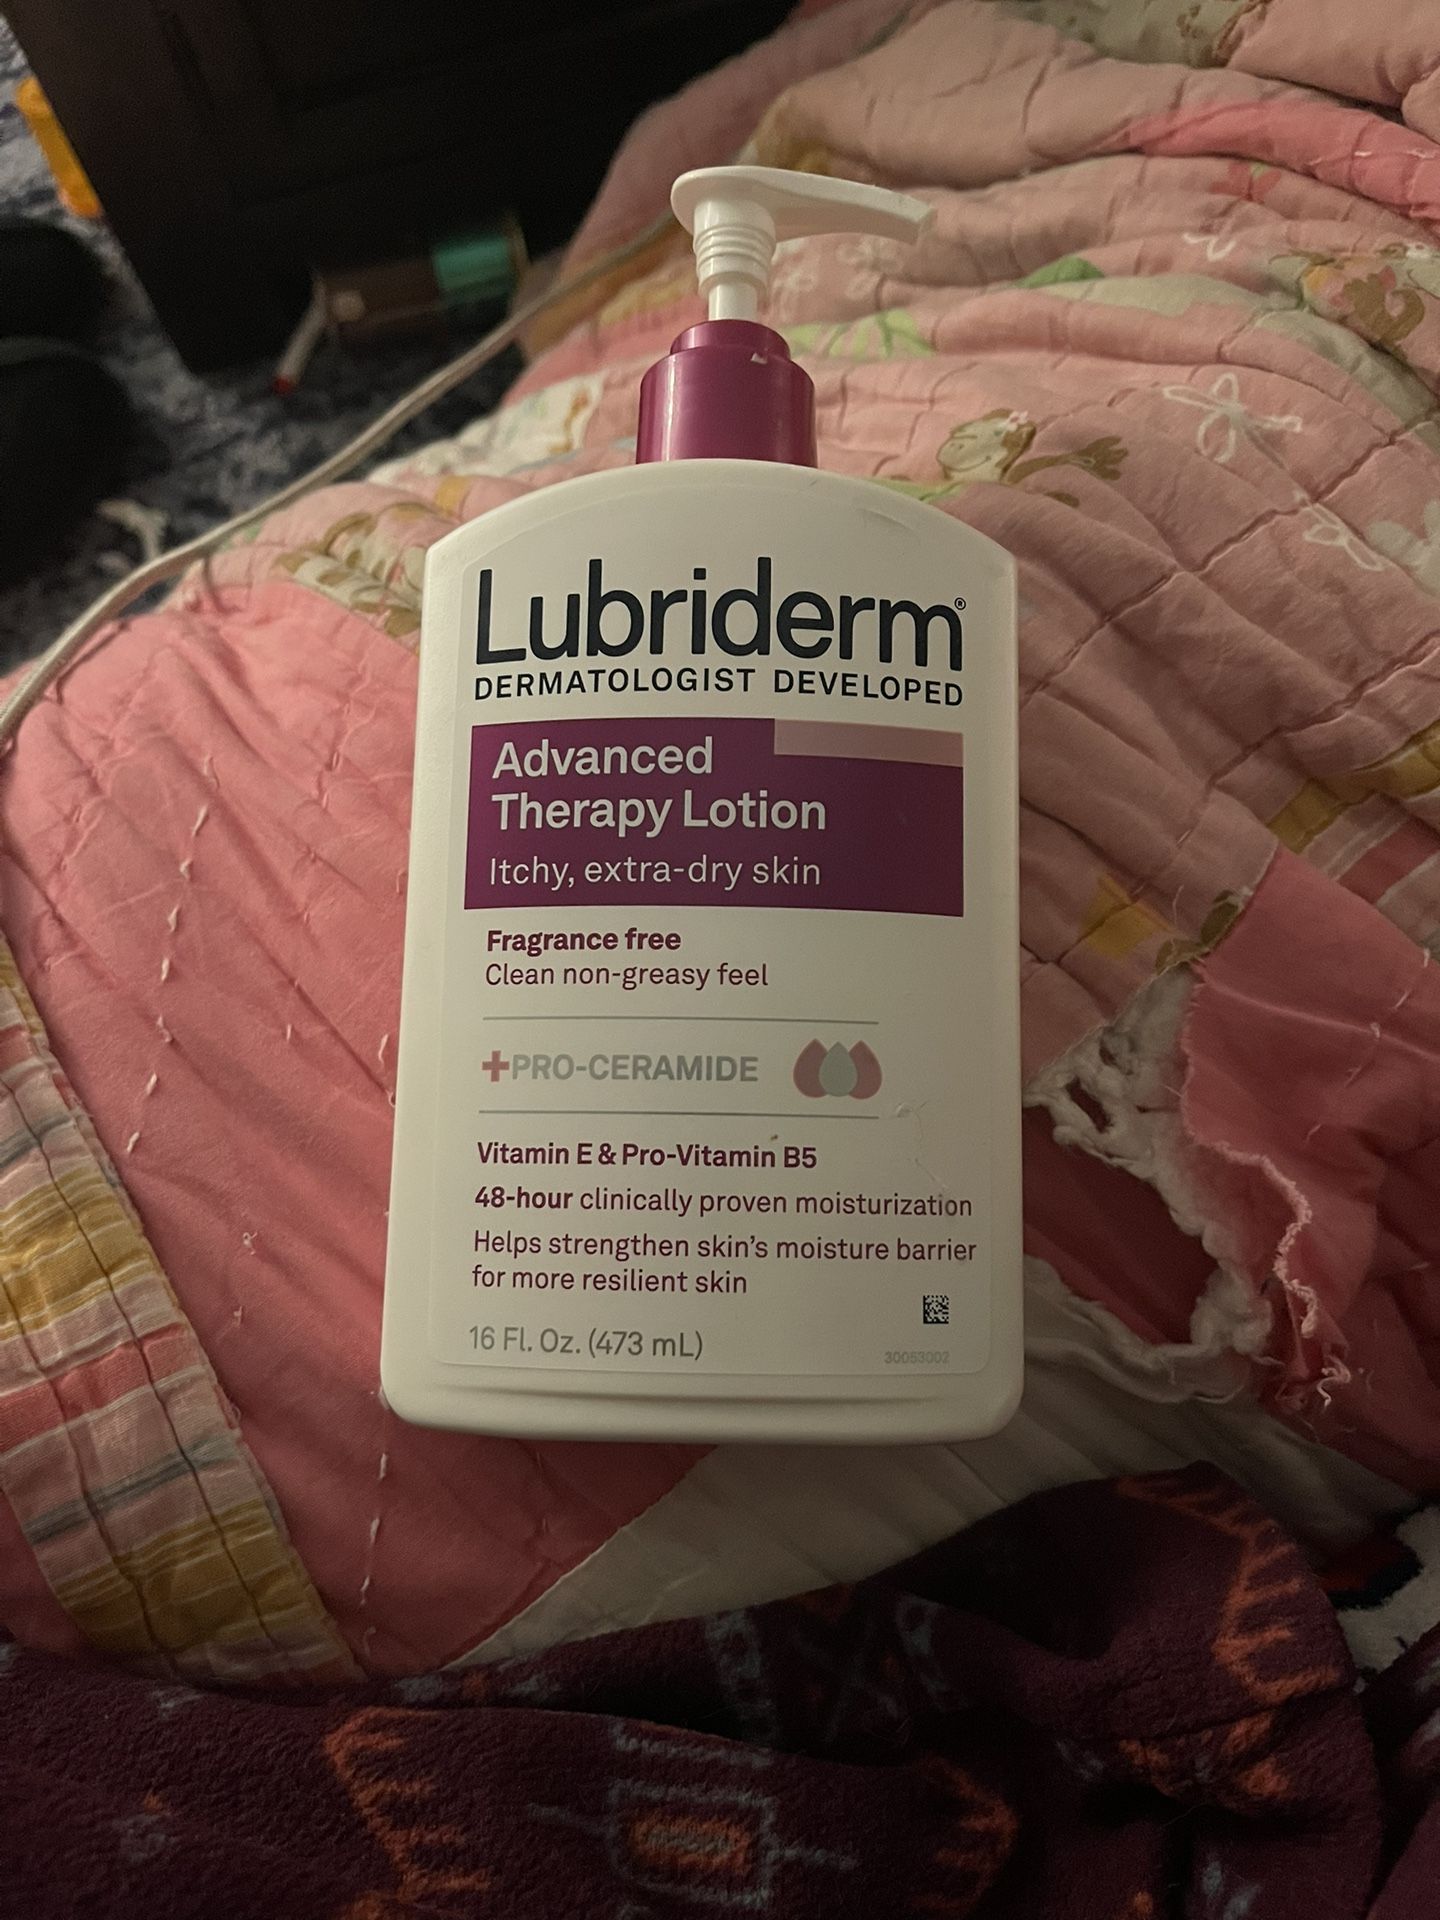 Lubriderm®
DERMATOLOGIST DEVELOPED
Advanced
Therapy Lotion
Itchy, extra-dry skin
Fragrance free
Clean non-greasy feel
+PRO-CERAMIDE
Vitamin E & Pro-Vitamin B5
48-hour clinically proven moisturization
Helps strengthen skin's moisture barrier
for more resilient skin
16 Fl. Oz. (473 mL)
30053002